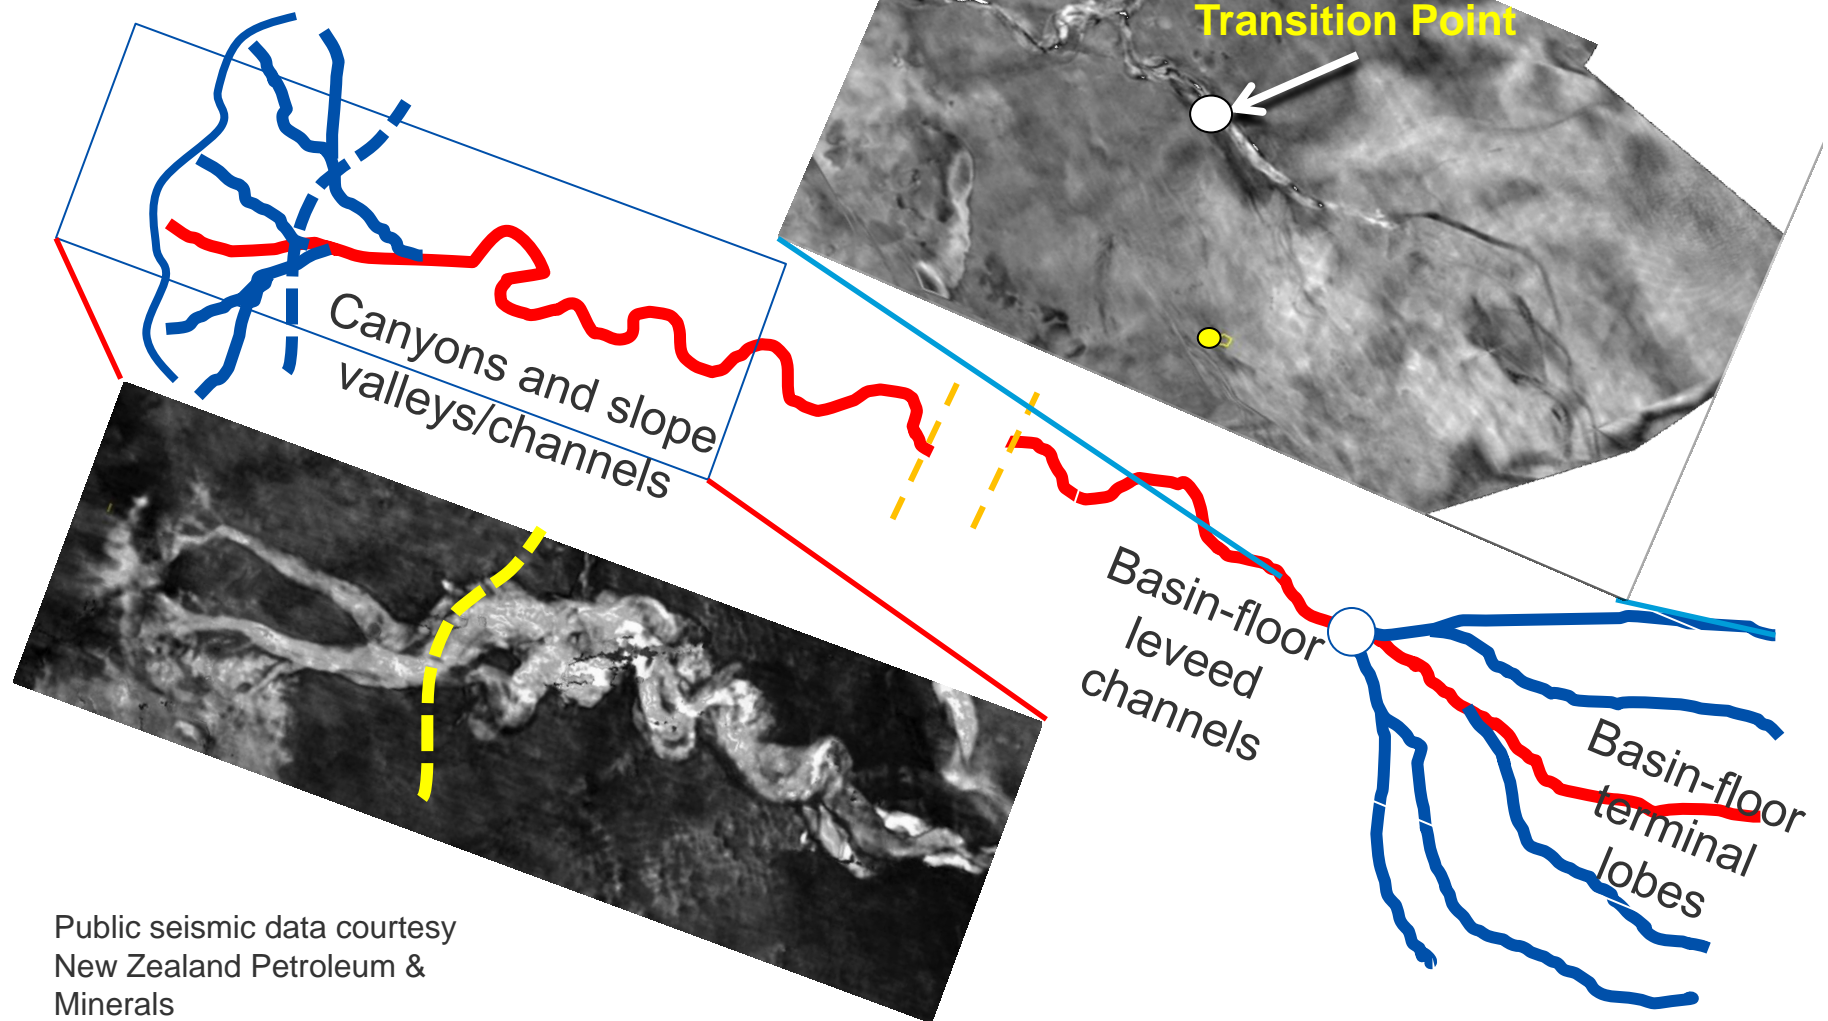 Transition Point
Canyons and slope
valleys/channels
Basin-floor
leveed
channels
Basin-floor
terminal
lobes
Public seismic data courtesy
New Zealand Petroleum &
Minerals